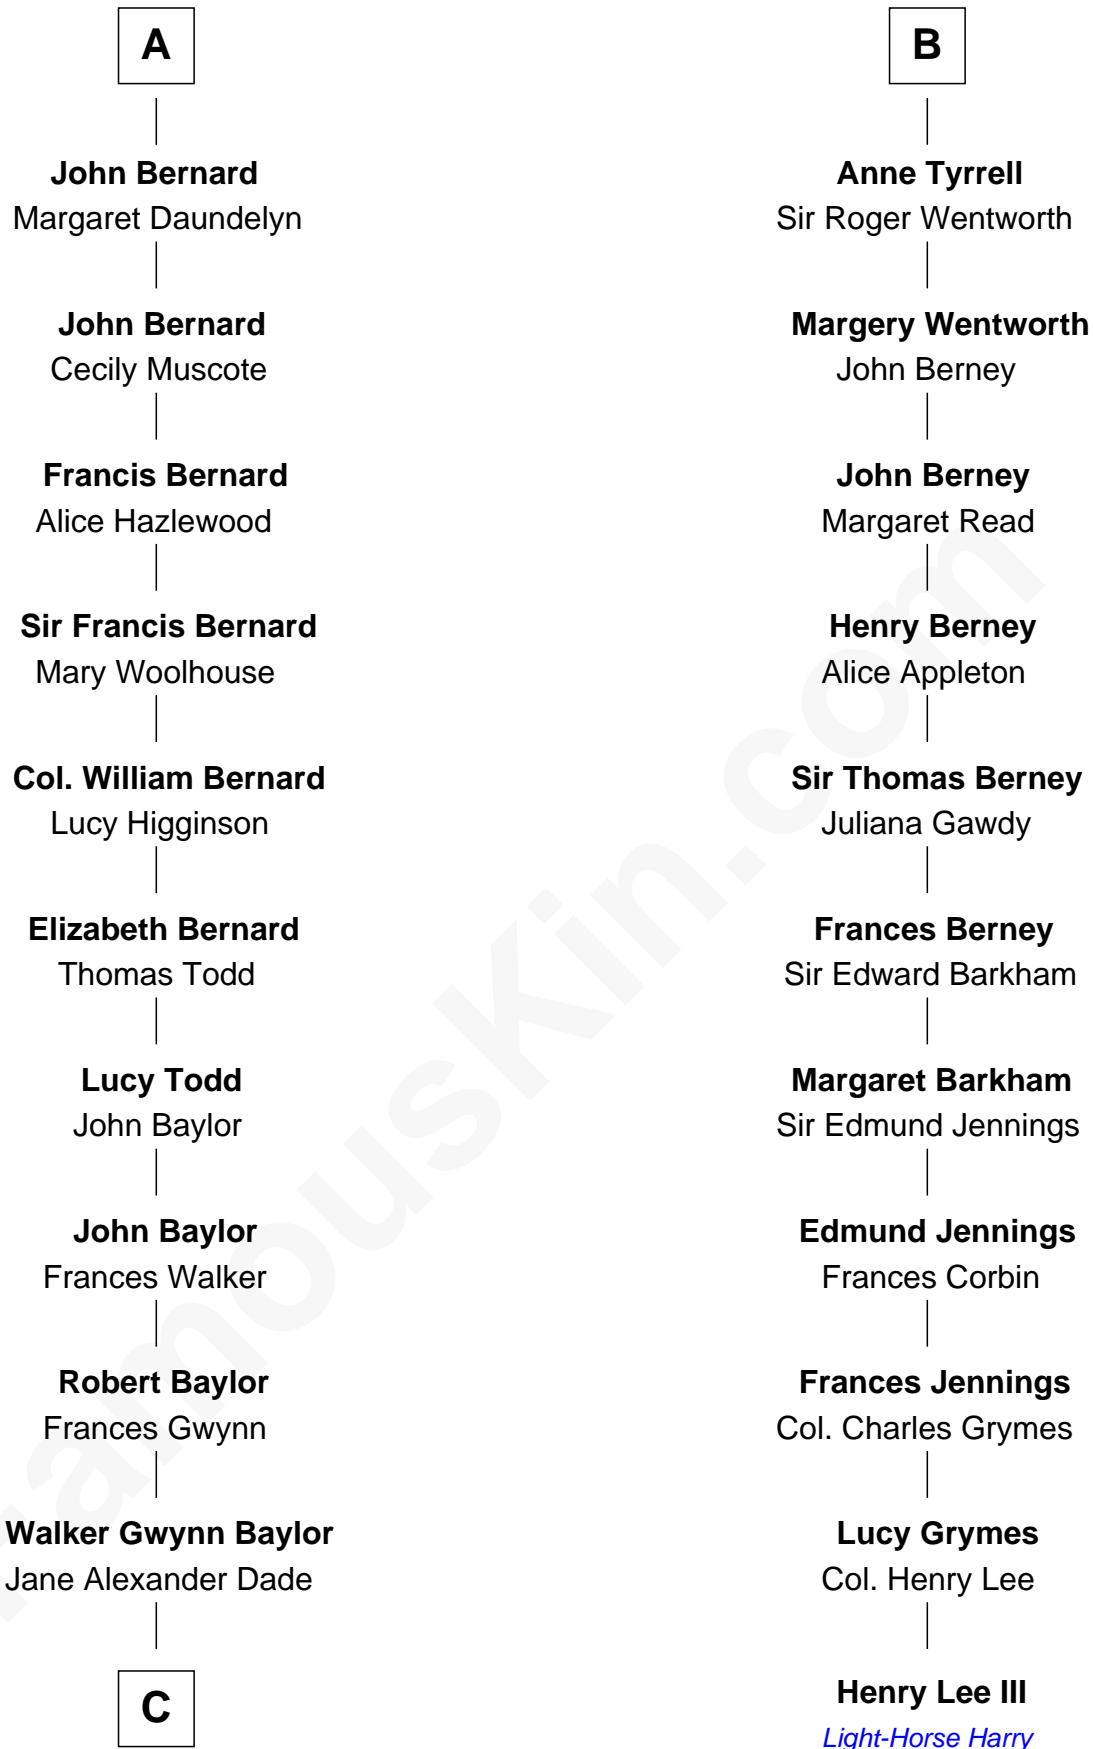 A
John Bernard
Margaret Daundelyn
John Bernard
Cecily Muscote
Francis Bernard
Alice Hazlewood
Sir Francis Bernard
Mary Woolhouse
Col. William Bernard
Lucy Higginson
Elizabeth Bernard
Thomas Todd
Lucy Todd
John Baylor
John Baylor
Frances Walker
Robert Baylor
Frances Gwynn
Walker Gwynn Baylor
Jane Alexander Dade
C
B
Anne Tyrrell
Sir Roger Wentworth
Margery Wentworth
John Berney
John Berney
Margaret Read
Henry Berney
Alice Appleton
Sir Thomas Berney
Juliana Gawdy
Frances Berney
Sir Edward Barkham
Margaret Barkham
Sir Edmund Jennings
Edmund Jennings
Frances Corbin
Frances Jennings
Col. Charles Grymes
Lucy Grymes
Col. Henry Lee
Henry Lee III
Light-Horse Harry
FamousKin.com